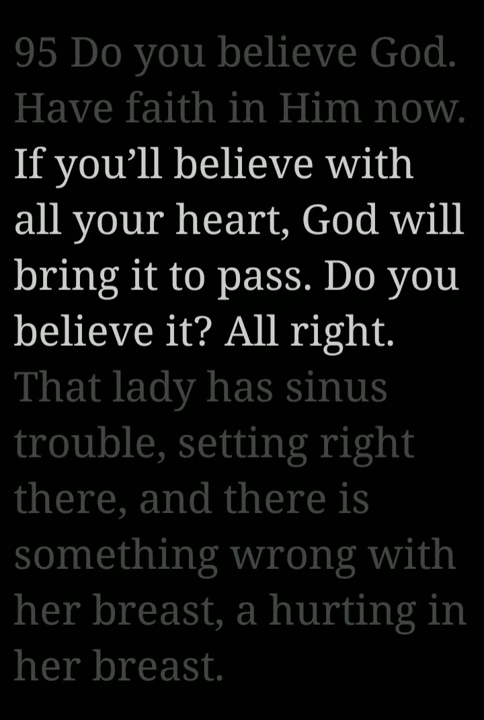 95 Do you believe God.
Have faith in Him now.
If you’ll believe with
all your heart, God will
bring it to pass. Do you
believe it? All right.
That lady has sinus
trouble, setting right
there, and there is
something wrong with
her breast, a hurting in
her breast.